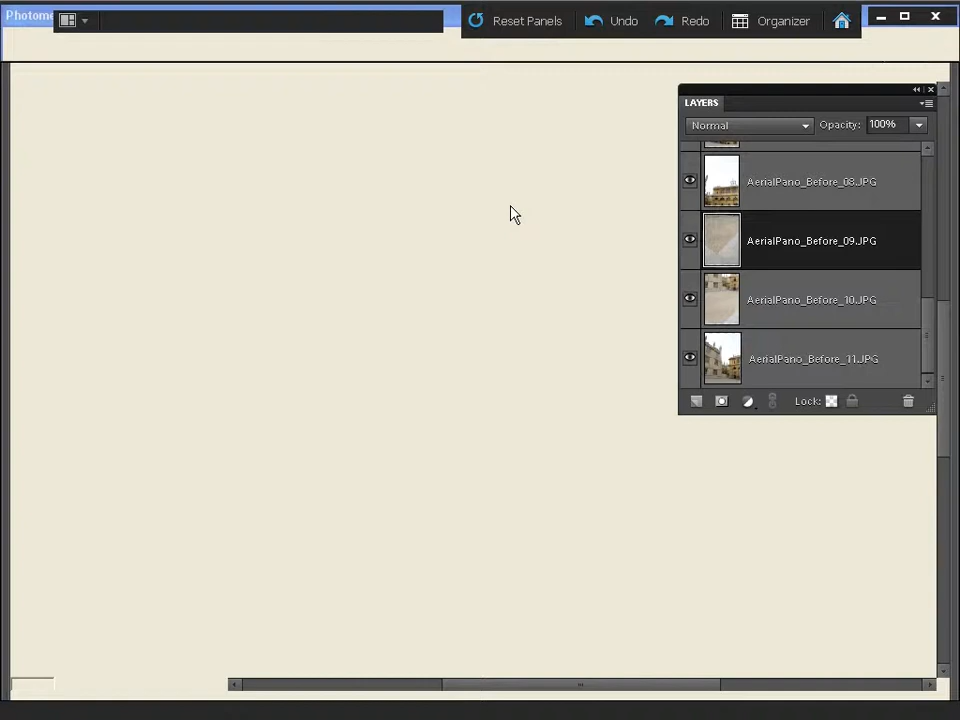 Photome
Reset Panels
Undo
Redo
Organizer
LAYERS
Normal
Opacity: 100%
AerialPano_Before_08.JPG
AerialPano_Before_09.JPG
AerialPano_Before_10.JPG
AerialPano_Before_11.JPG
Lock: